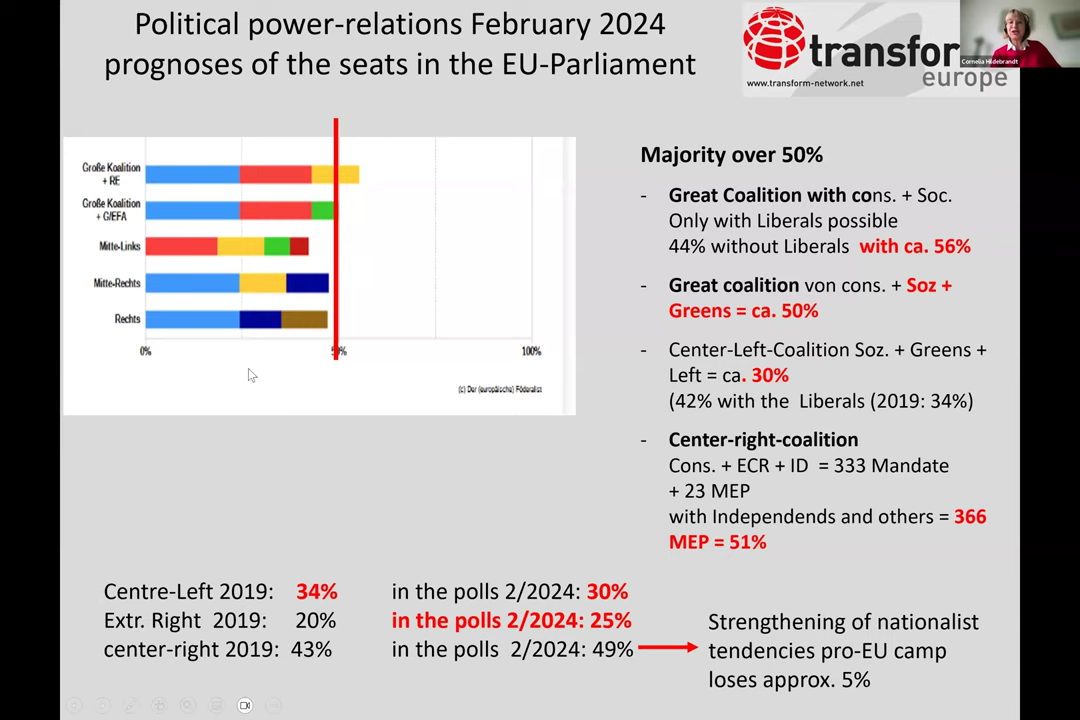 Political power-relations February 2024
prognoses of the seats in the EU-Parliament
transfor
europe
www.transform-network.net
Cornelia Hildebrandt
Große Koalition
+ RE
Große Koalition
+ G/EFA
Mitte-Links
Mitte-Rechts
Rechts
0%
100%
(c) Der (europäische) Föderalist
Majority over 50%
- Great Coalition with cons. + Soc.
Only with Liberals possible
44% without Liberals with ca. 56%
- Great coalition von cons. + Soz +
Greens = ca. 50%
- Center-Left-Coalition Soz. + Greens +
Left = ca. 30%
(42% with the Liberals (2019: 34%)
- Center-right-coalition
Cons. + ECR + ID = 333 Mandate
+ 23 MEP
with Independends and others = 366
MEP = 51%
Centre-Left 2019: 34% in the polls 2/2024: 30%
Extr. Right 2019: 20% in the polls 2/2024: 25%
center-right 2019: 43% in the polls 2/2024: 49%
Strengthening of nationalist
tendencies pro-EU camp
loses approx. 5%